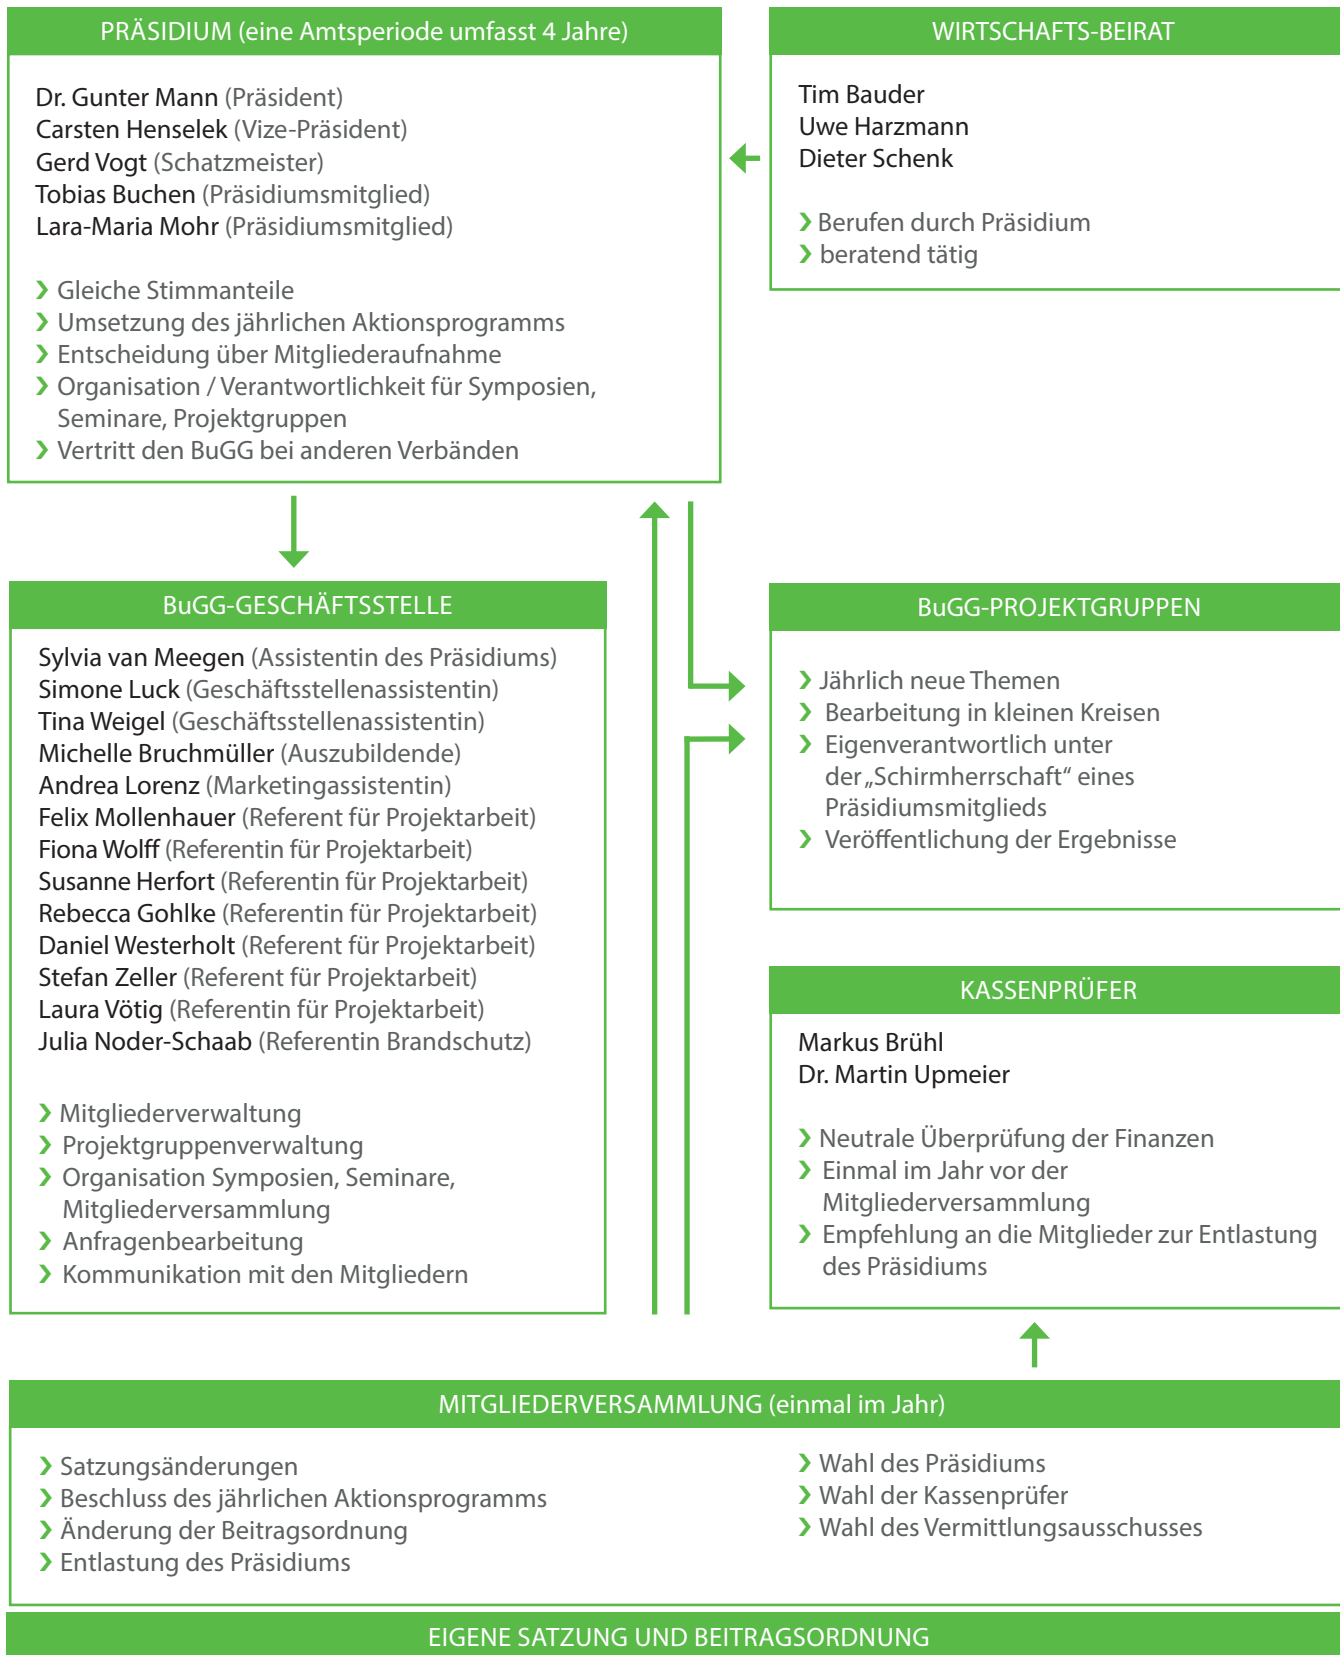 PRÄSIDIUM (eine Amtsperiode umfasst 4 Jahre)
Dr. Gunter Mann (Präsident)
Carsten Henselek (Vize-Präsident)
Gerd Vogt (Schatzmeister)
Tobias Buchen (Präsidiumsmitglied)
Lara-Maria Mohr (Präsidiumsmitglied)
❯ Gleiche Stimmanteile
❯ Umsetzung des jährlichen Aktionsprogramms
❯ Entscheidung über Mitgliederaufnahme
❯ Organisation / Verantwortlichkeit für Symposien,
Seminare, Projektgruppen
❯ Vertritt den BuGG bei anderen Verbänden
WIRTSCHAFTS-BEIRAT
Tim Bauder
Uwe Harzmann
Dieter Schenk
❯ Berufen durch Präsidium
❯ beratend tätig
BuGG-GESCHÄFTSSTELLE
Sylvia van Meegen (Assistentin des Präsidiums)
Simone Luck (Geschäftsstellenassistentin)
Tina Weigel (Geschäftsstellenassistentin)
Michelle Bruchmüller (Auszubildende)
Andrea Lorenz (Marketingassistentin)
Felix Mollenhauer (Referent für Projektarbeit)
Fiona Wolff (Referentin für Projektarbeit)
Susanne Herfort (Referentin für Projektarbeit)
Rebecca Gohlke (Referentin für Projektarbeit)
Daniel Westerholt (Referent für Projektarbeit)
Stefan Zeller (Referent für Projektarbeit)
Laura Vötig (Referentin für Projektarbeit)
Julia Noder-Schaab (Referentin Brandschutz)
❯ Mitgliederverwaltung
❯ Projektgruppenverwaltung
❯ Organisation Symposien, Seminare,
Mitgliederversammlung
❯ Anfragenbearbeitung
❯ Kommunikation mit den Mitgliedern
BuGG-PROJEKTGRUPPEN
❯ Jährlich neue Themen
❯ Bearbeitung in kleinen Kreisen
❯ Eigenverantwortlich unter
der „Schirmherrschaft“ eines
Präsidiumsmitglieds
❯ Veröffentlichung der Ergebnisse
KASSENPRÜFER
Markus Brühl
Dr. Martin Upmeier
❯ Neutrale Überprüfung der Finanzen
❯ Einmal im Jahr vor der
Mitgliederversammlung
❯ Empfehlung an die Mitglieder zur Entlastung
des Präsidiums
MITGLIEDERVERSAMMLUNG (einmal im Jahr)
❯ Satzungsänderungen
❯ Beschluss des jährlichen Aktionsprogramms
❯ Änderung der Beitragsordnung
❯ Entlastung des Präsidiums
❯ Wahl des Präsidiums
❯ Wahl der Kassenprüfer
❯ Wahl des Vermittlungsausschusses
EIGENE SATZUNG UND BEITRAGSORDNUNG